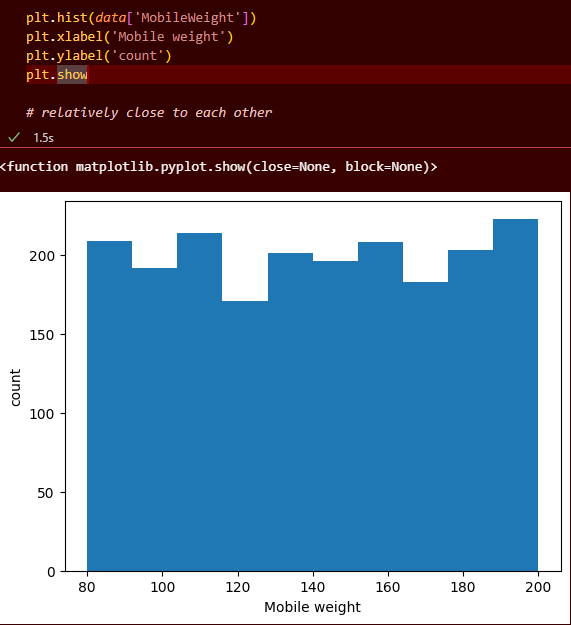 plt.hist(data['MobileWeight'])
plt.xlabel('Mobile weight')
plt.ylabel('count')
plt.show
# relatively close to each other
1.5s
<function matplotlib.pyplot.show(close=None, block=None)>
200
150
100
50
0
count
80 100 120 140 160 180 200
Mobile weight